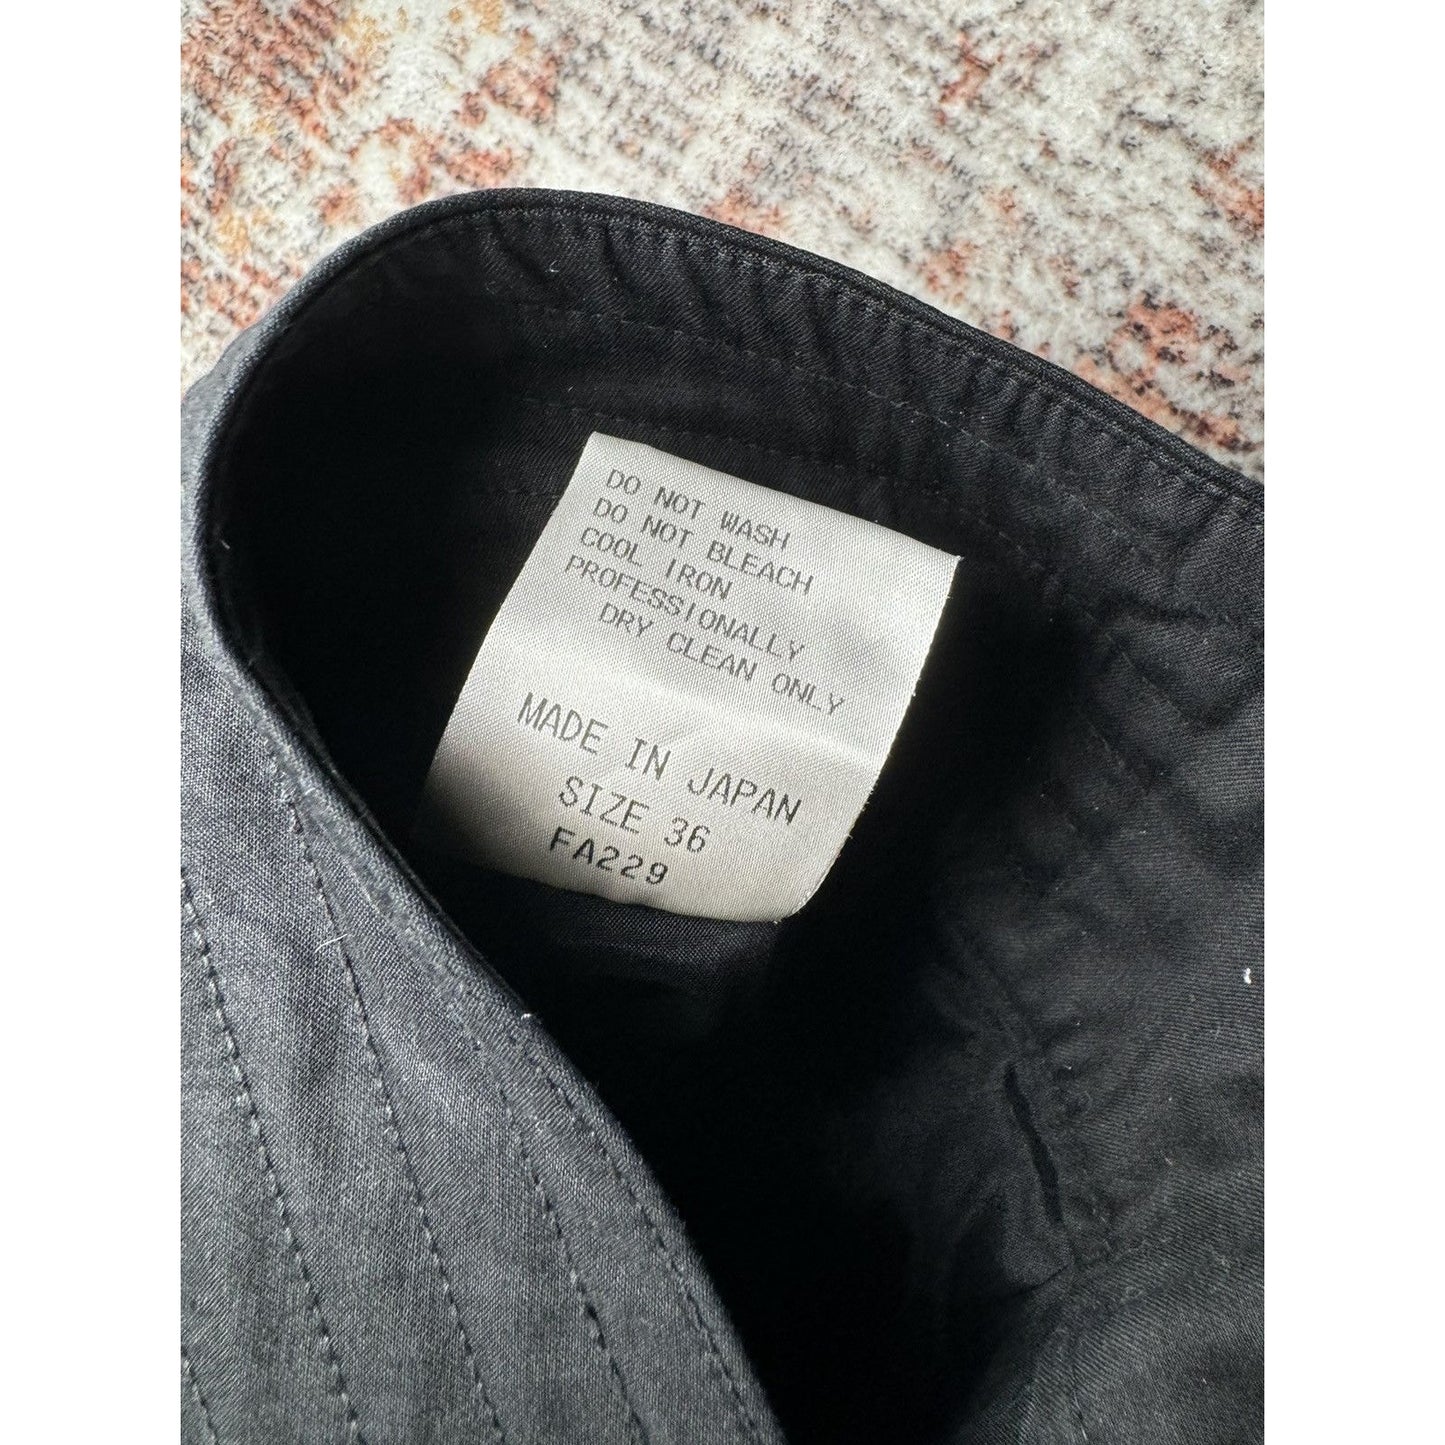 DO NOT WASH
DO NOT BLEACH
COOL IRON
PROFESSIONALLY
DRY CLEAN ONLY
MADE IN JAPAN
SIZE 36
FA229